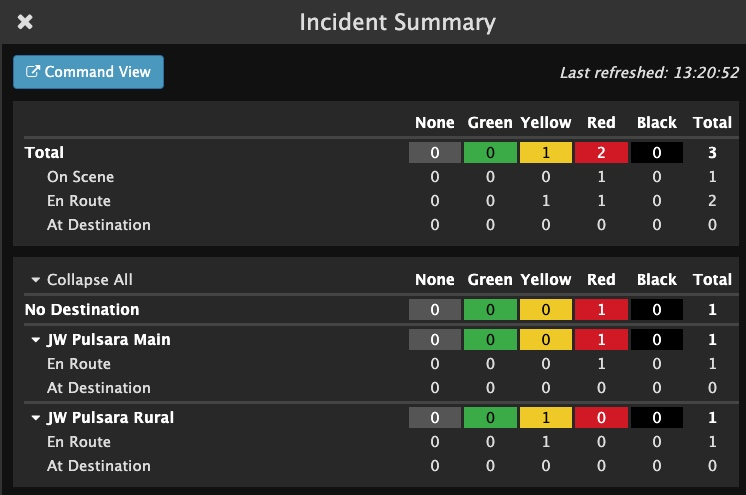 Incident Summary
Command View
Last refreshed: 13:20:52
None Green Yellow Red Black Total
Total 0 0 1 2 0 3
On Scene 0 0 0 1 0 1
En Route 0 0 1 1 0 2
At Destination 0 0 0 0 0 0
Collapse All None Green Yellow Red Black Total
No Destination 0 0 0 1 0 1
JW Pulsara Main 0 0 0 1 0 1
En Route 0 0 0 1 0 1
At Destination 0 0 0 0 0 0
JW Pulsara Rural 0 0 1 0 0 1
En Route 0 0 1 0 0 1
At Destination 0 0 0 0 0 0